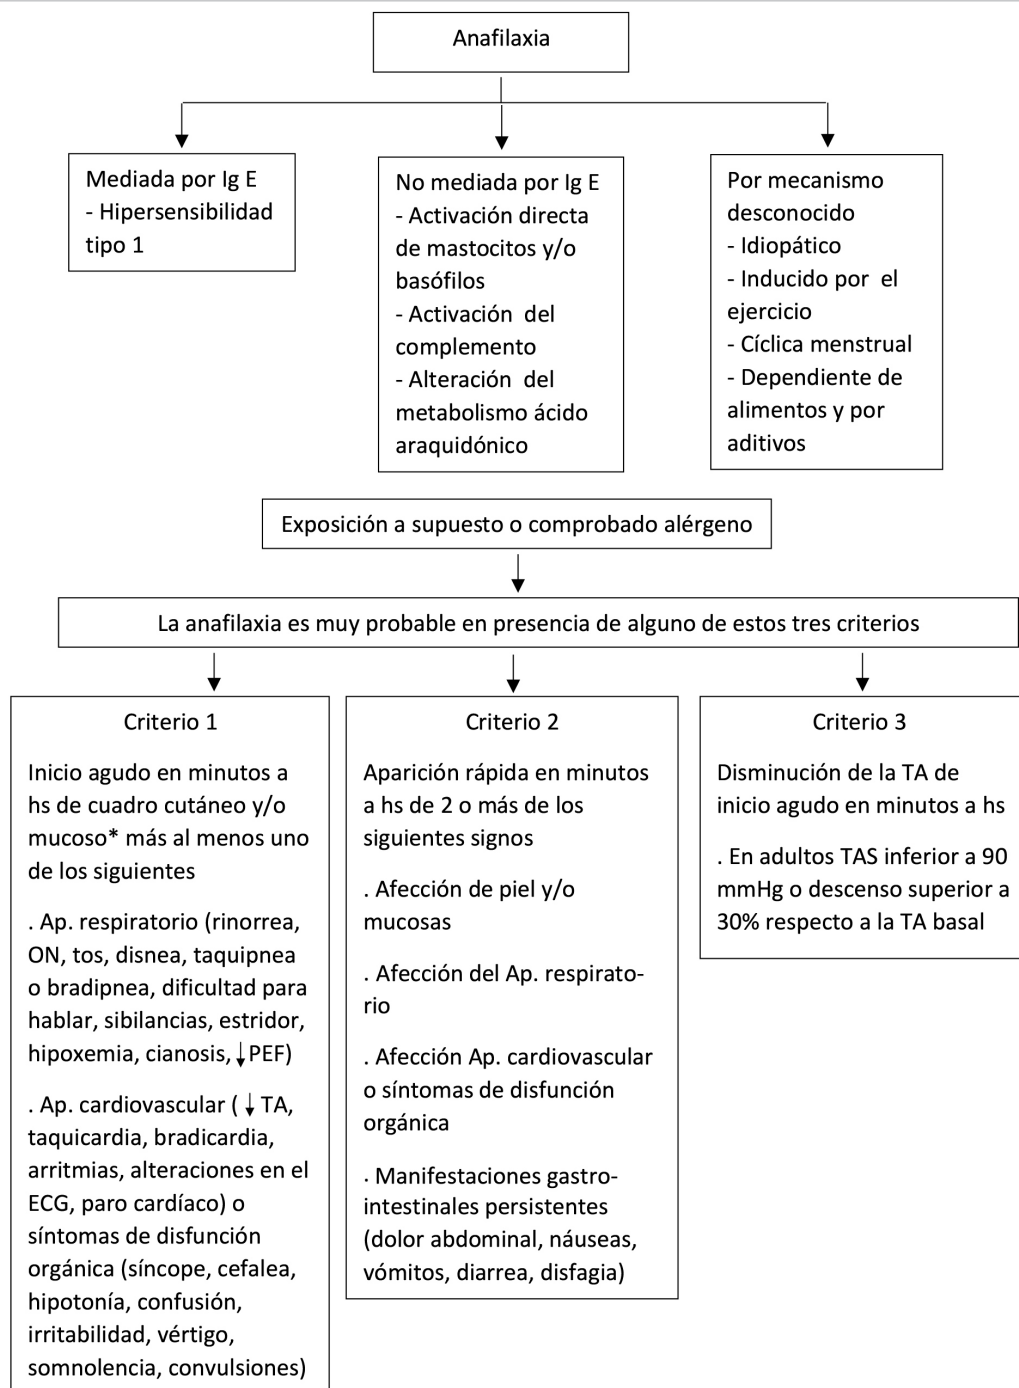 Anafilaxia
Mediada por Ig E
- Hipersensibilidad
tipo 1
No mediada por Ig E
- Activación directa
de mastocitos y/o
basófilos
- Activación del
complemento
- Alteración del
metabolismo ácido
araquidónico
Por mecanismo
desconocido
- Idiopático
- Inducido por el
ejercicio
- Cíclica menstrual
- Dependiente de
alimentos y por
aditivos
Exposición a supuesto o comprobado alérgeno
La anafilaxia es muy probable en presencia de alguno de estos tres criterios
Criterio 1
Inicio agudo en minutos a
hs de cuadro cutáneo y/o
mucoso* más al menos uno
de los siguientes
. Ap. respiratorio (rinorrea,
ON, tos, disnea, taquipnea
o bradipnea, dificultad para
hablar, sibilancias, estridor,
hipoxemia, cianosis, ↓PEF)
. Ap. cardiovascular (↓TA,
taquicardia, bradicardia,
arritmias, alteraciones en el
ECG, paro cardíaco) o
síntomas de disfunción
orgánica (síncope, cefalea,
hipotonía, confusión,
irritabilidad, vértigo,
somnolencia, convulsiones)
Criterio 2
Aparición rápida en minutos
a hs de 2 o más de los
siguientes signos
. Afección de piel y/o
mucosas
. Afección del Ap. respirato-
rio
. Afección Ap. cardiovascular
o síntomas de disfunción
orgánica
. Manifestaciones gastro-
intestinales persistentes
(dolor abdominal, náuseas,
vómitos, diarrea, disfagia)
Criterio 3
Disminución de la TA de
inicio agudo en minutos a hs
. En adultos TAS inferior a 90
mmHg o descenso superior a
30% respecto a la TA basal